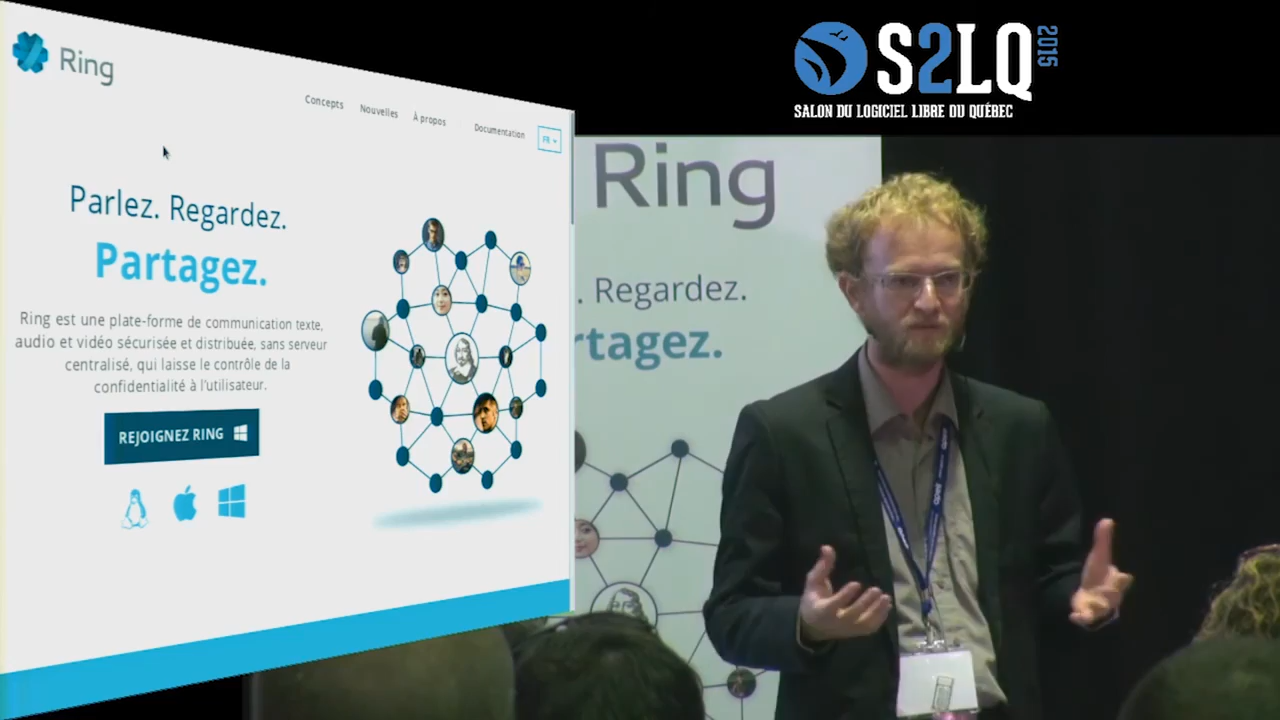 Ring
Concepts Nouvelles À propos Documentation FR
Parlez. Regardez.
Partagez.
Ring est une plate-forme de communication texte,
audio et vidéo sécurisée et distribuée, sans serveur
centralisé, qui laisse le contrôle de la
confidentialité à l'utilisateur.
REJOIGNEZ RING
S2LQ 2015
SALON DU LOGICIEL LIBRE DU QUÉBEC
Ring
. Regardez.
rtagez.